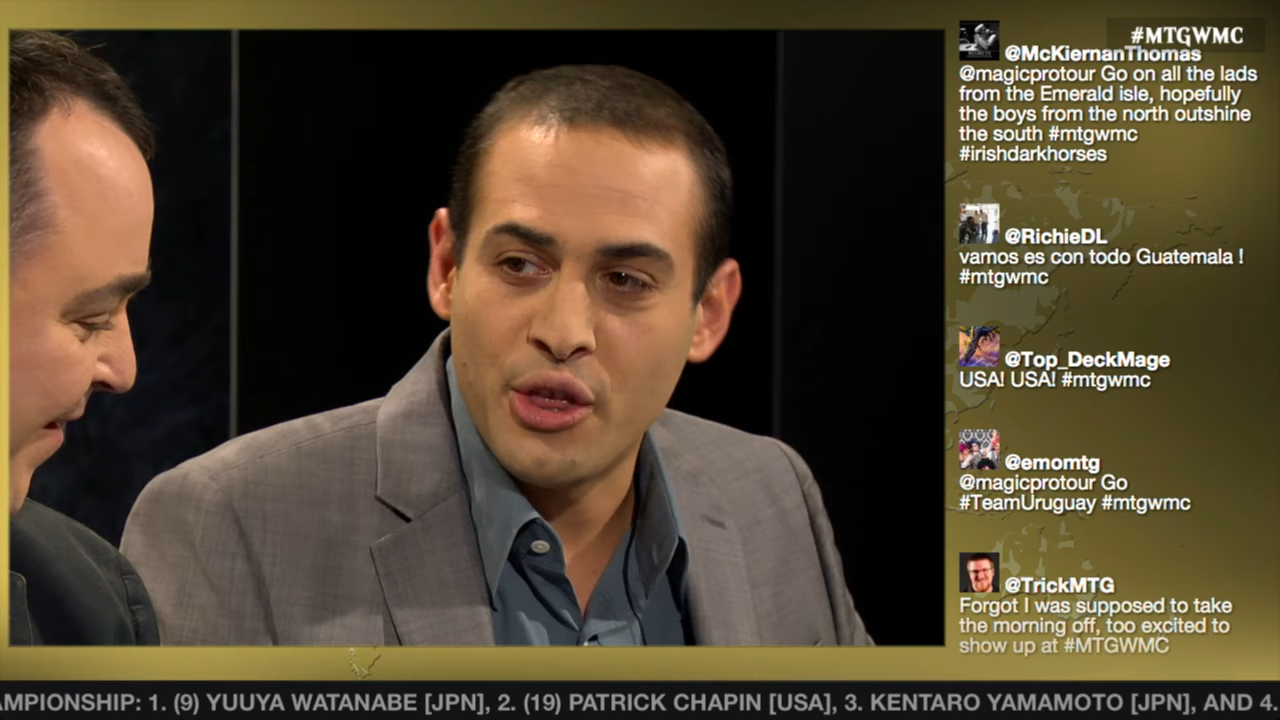 #MTGWMC
@McKiernanThomas
@magicprotour Go on all the lads
from the Emerald isle, hopefully
the boys from the north outshine
the south #mtgwmc
#irishdarkhorses
@RichieDL
vamos es con todo Guatemala !
#mtgwmc
@Top_DeckMage
USA! USA! #mtgwmc
@emomtg
@magicprotour Go
#TeamUruguay #mtgwmc
@TrickMTG
Forgot I was supposed to take
the morning off, too excited to
show up at #MTGWMC
AMPIONSHIP: 1. (9) YUUYA WATANABE [JPN], 2. (19) PATRICK CHAPIN [USA], 3. KENTARO YAMAMOTO [JPN], AND 4.